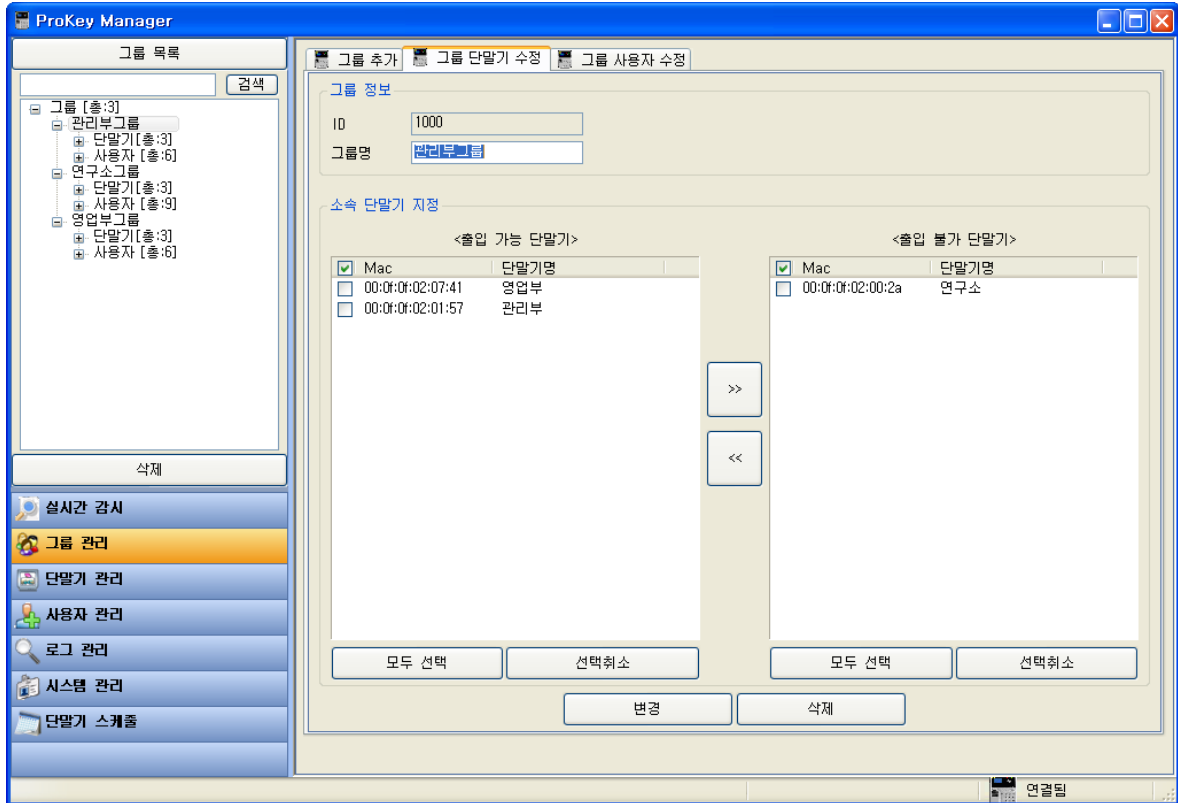 ProKey Manager
그룹 목록
검색
그룹 [총:3]
관리부그룹
단말기[총:3]
사용자 [총:6]
연구소그룹
단말기[총:3]
사용자 [총:9]
영업부그룹
단말기[총:3]
사용자 [총:6]
삭제
실시간 감시
그룹 관리
단말기 관리
사용자 관리
로그 관리
시스템 관리
단말기 스케줄
그룹 추가 그룹 단말기 수정 그룹 사용자 수정
그룹 정보
ID 1000
그룹명 관리부그룹
소속 단말기 지정
<출입 가능 단말기>
Mac 단말기명
00:0f:0f:02:07:41 영업부
00:0f:0f:02:01:57 관리부
모두 선택 선택취소
>>
<<
<출입 불가 단말기>
Mac 단말기명
00:0f:0f:02:00:2a 연구소
모두 선택 선택취소
변경 삭제
연결됨